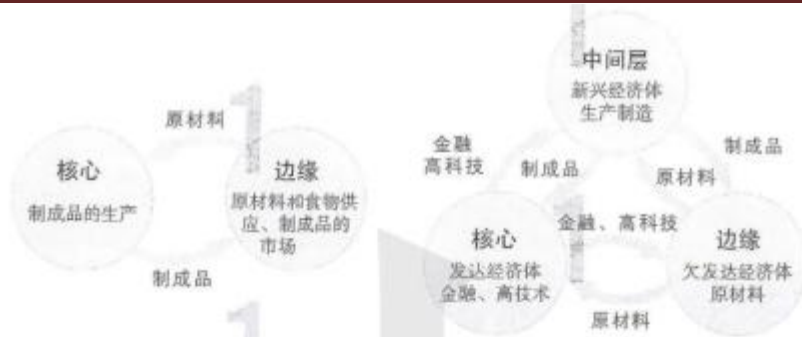 原材料
核心
制成品的生产
边缘
原材料和食物供
应、制成品的
市场
制成品
中间层
新兴经济体
生产制造
金融
高科技
制成品
原材料
制成品
金融、高科技
核心
发达经济体
金融、高技术
边缘
欠发达经济体
原材料
原材料